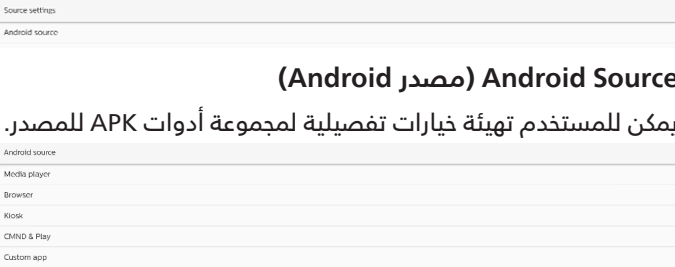 Source settings
Android source
Android Source (مصدر Android)
يمكن للمستخدم تهيئة خيارات تفصيلية لمجموعة أدوات APK للمصدر.
Android source
Media player
Browser
Kiosk
CMND & Play
Custom app